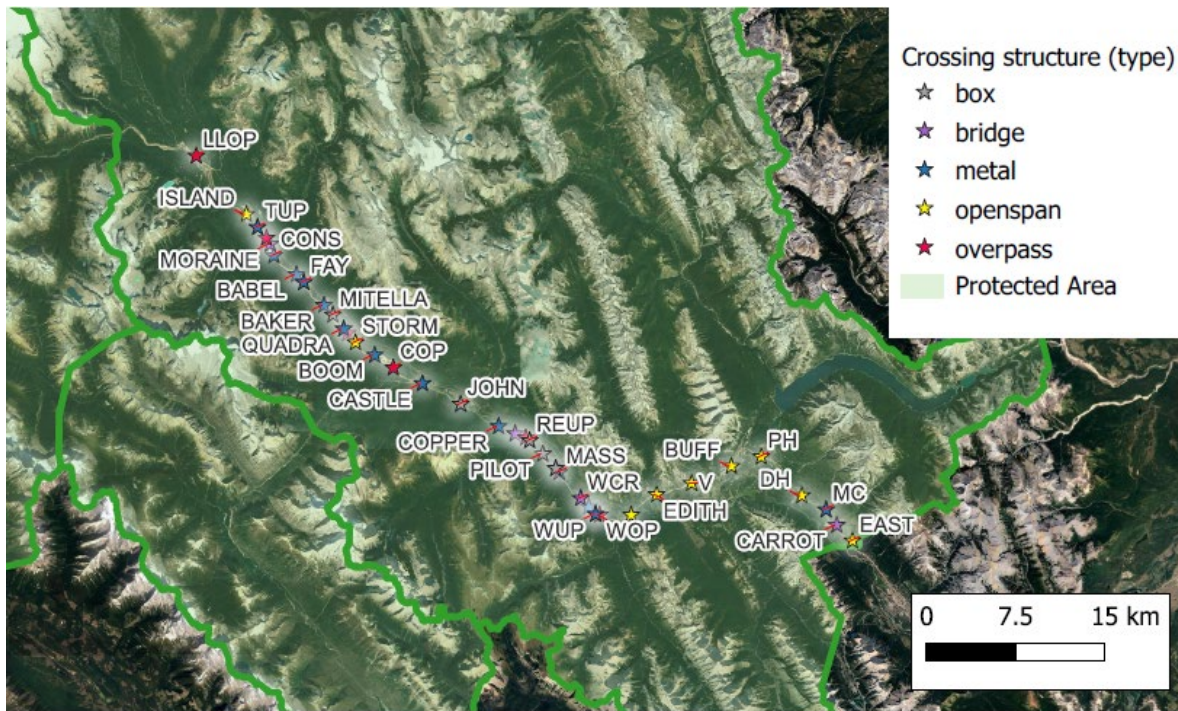 Crossing structure (type)
box
bridge
metal
openspan
overpass
Protected Area
LLOP
ISLAND
TUP
CONS
MORAINE
FAY
BABEL
MITELLA
BAKER
STORM
QUADRA
COP
BOOM
CASTLE
JOHN
COPPER
REUP
PILOT
MASS
WCR
WUP
WOP
EDITH
V
BUFF
PH
DH
MC
CARROT
EAST
0 7.5 15 km